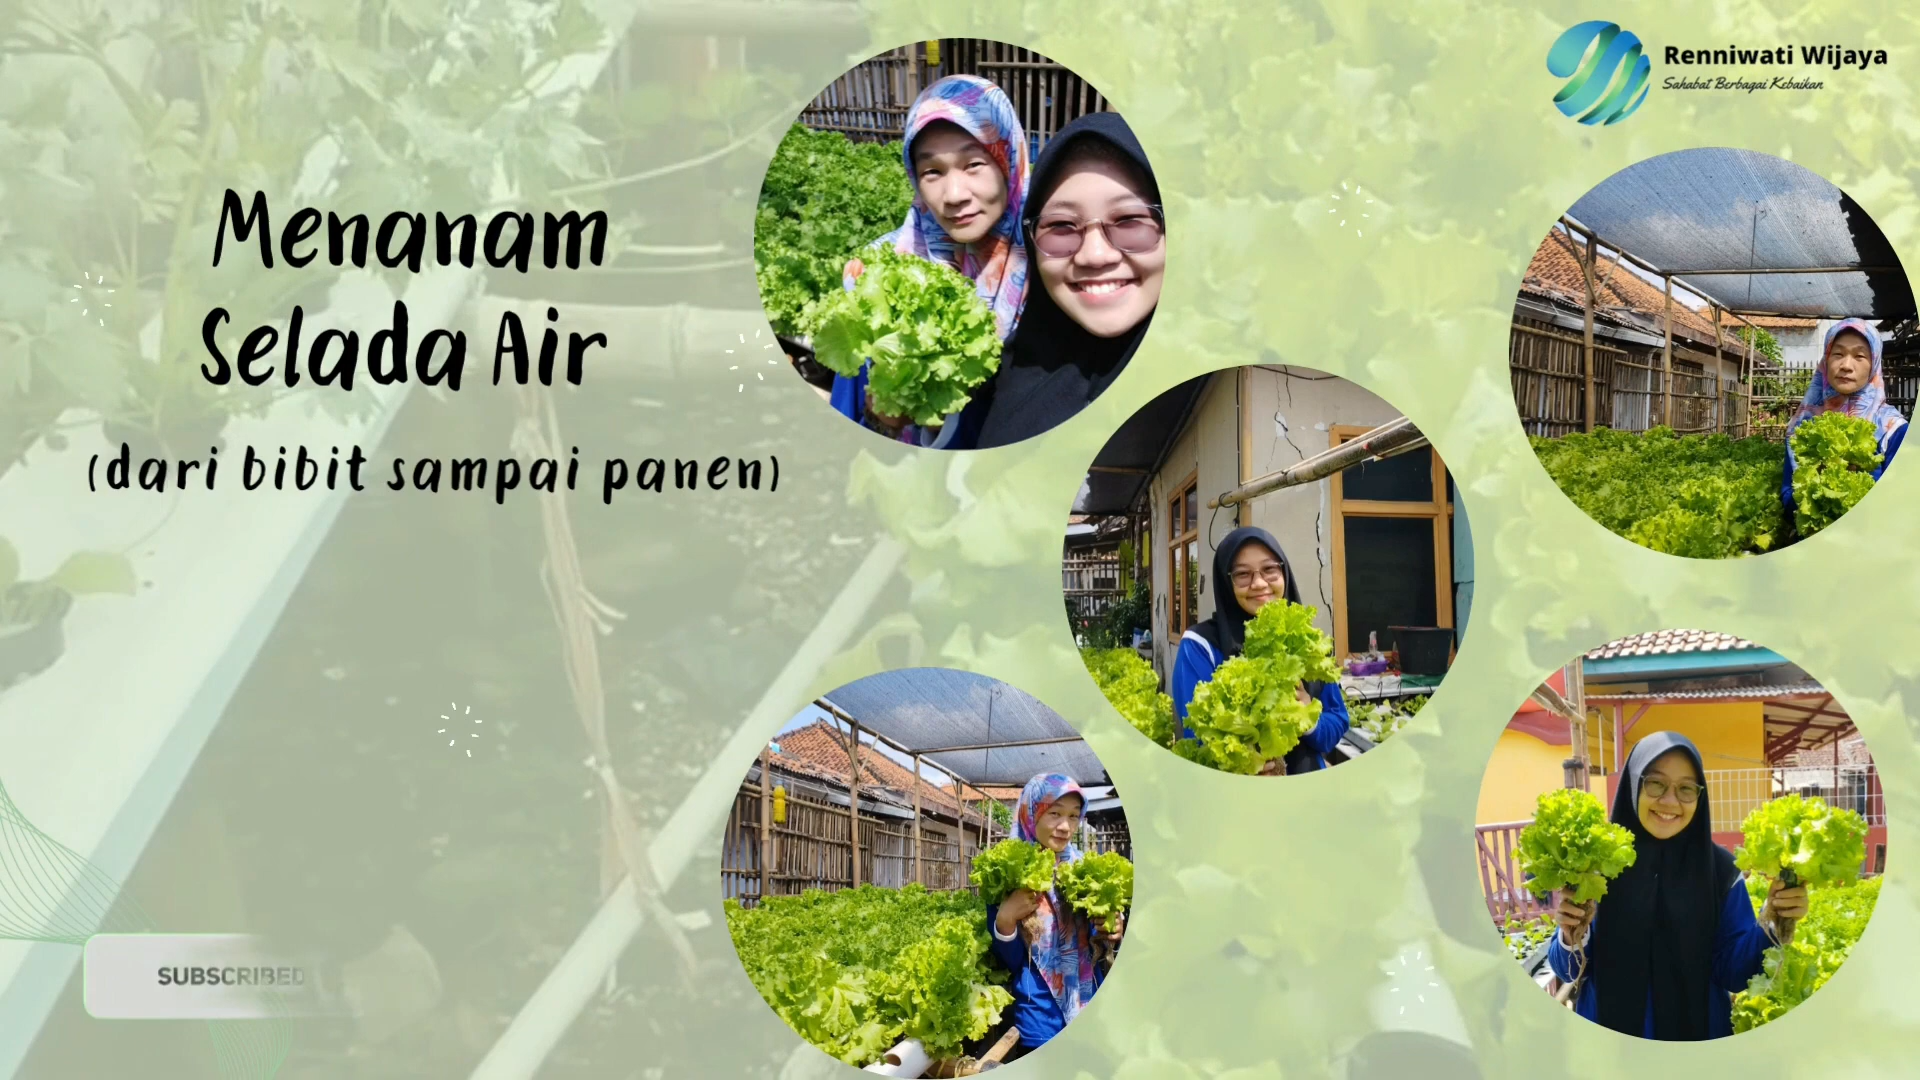 Renniwati Wijaya
Sahabat Berbagai Kebaikan
Menanam
Selada Air
(dari bibit sampai panen)
SUBSCRIBED